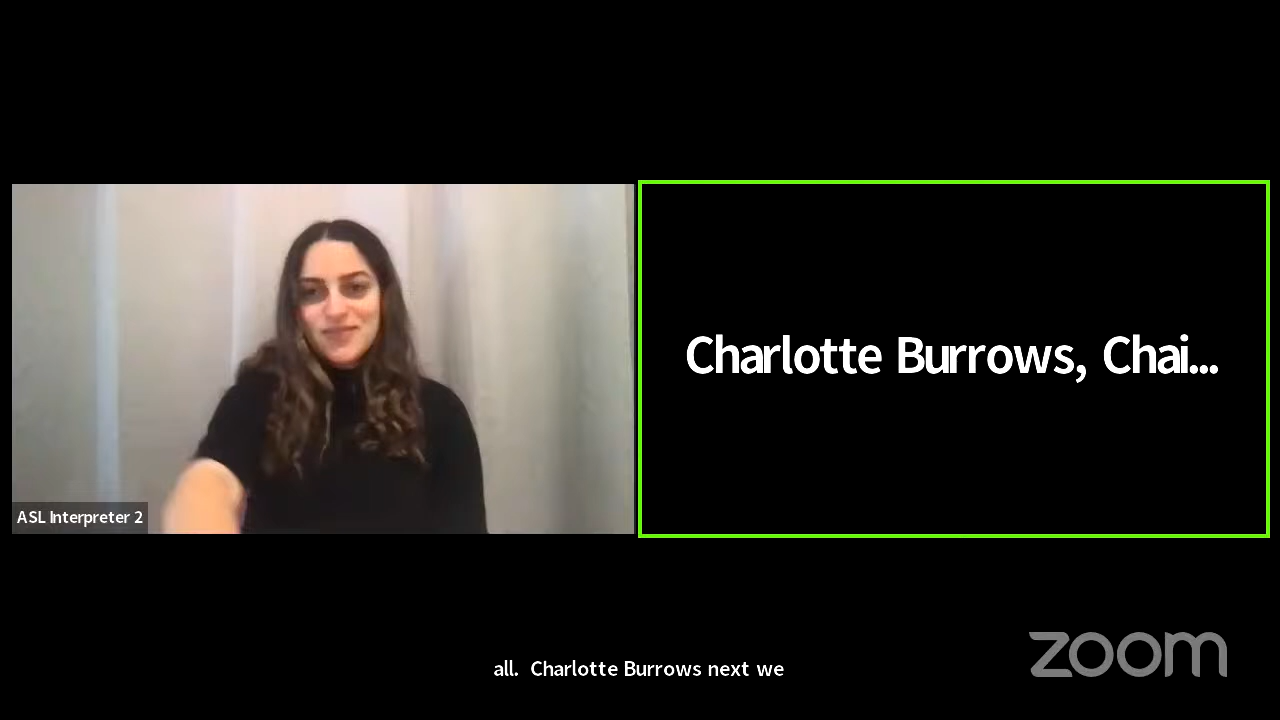 Charlotte Burrows, Chai...
ASL Interpreter 2
all.  Charlotte Burrows next we
zoom